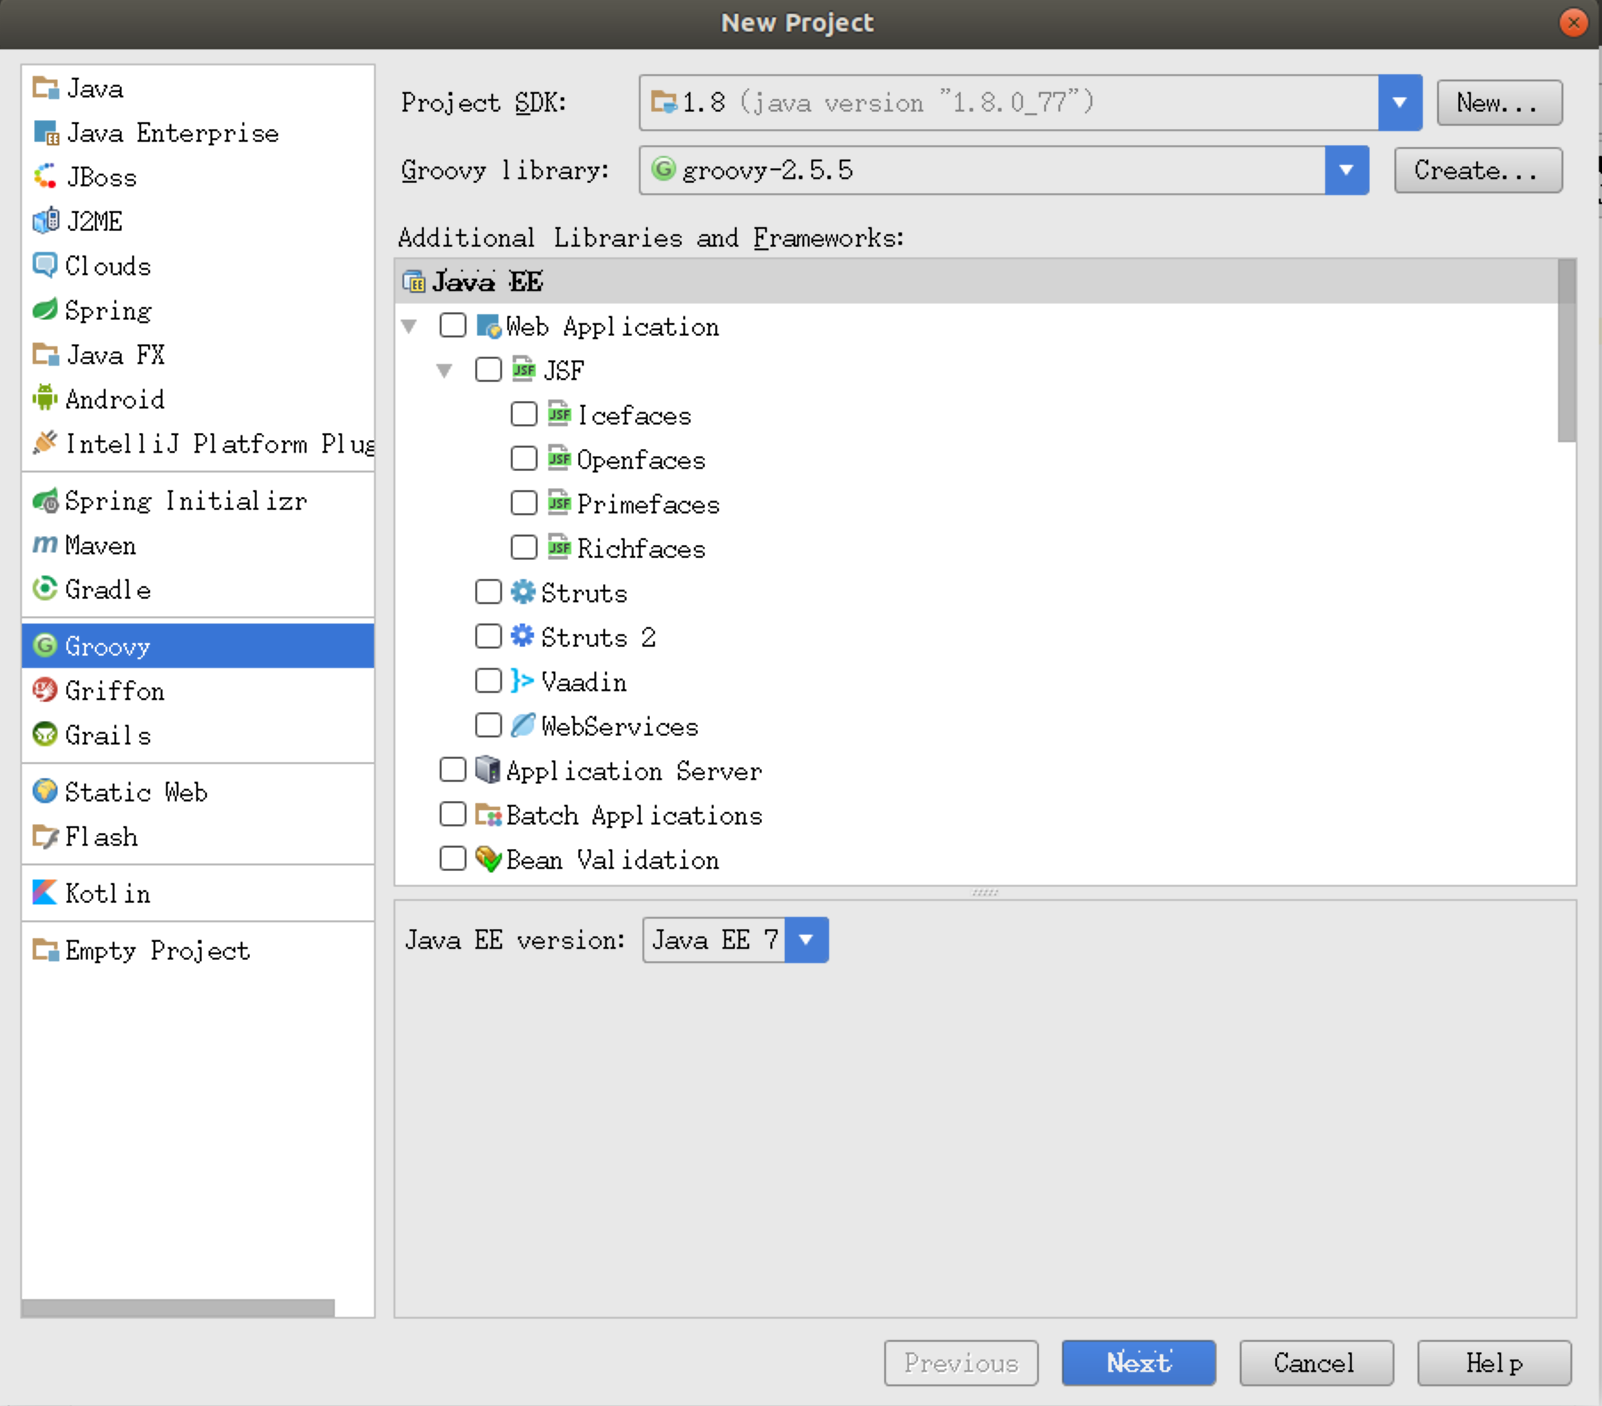 New Project
Java
Java Enterprise
JBoss
J2ME
Clouds
Spring
Java FX
Android
IntelliJ Platform Plug
Spring Initializr
Maven
Gradle
Groovy
Griffon
Grails
Static Web
Flash
Kotlin
Empty Project
Project SDK: 1.8 (java version "1.8.0_77") New...
Groovy library: groovy-2.5.5 Create...
Additional Libraries and Frameworks:
Java EE
Web Application
JSF
Icefaces
Openfaces
Primefaces
Richfaces
Struts
Struts 2
Vaadin
WebServices
Application Server
Batch Applications
Bean Validation
Java EE version: Java EE 7
Previous Next Cancel Help